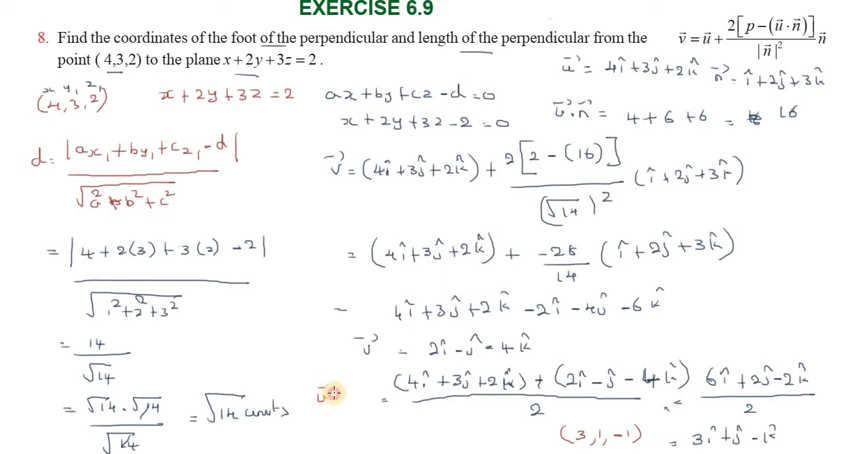 EXERCISE 6.9
8. Find the coordinates of the foot of the perpendicular and length of the perpendicular from the
point (4,3,2) to the plane x+2y+3z = 2 .
v⃗ = u⃗ + 2[p−(u⃗·n⃗)] / |n⃗|² n⃗
u⃗ = 4î+3ĵ+2k̂ n⃗ = î+2ĵ+3k̂
x, y, z,
(4,3,2) x+2y+3z=2 ax+by+cz-d=0
x+2y+3z-2=0
u⃗.n⃗ = 4+6+6 = 16
d = |ax₁+by₁+cz₁-d| / √a²+b²+c²
v⃗ = (4î+3ĵ+2k̂) + 2[2-(16)] / (√14)² (î+2ĵ+3k̂)
= |4+2(3)+3(2)-2| / √1²+2²+3²
= (4î+3ĵ+2k̂) + -28/14 (î+2ĵ+3k̂)
= 4î+3ĵ+2k̂ -2î-4ĵ-6k̂
= 14/√14
v⃗ = 2î-ĵ-4k̂
= √14.√14 / √14 = √14 units
= (4î+3ĵ+2k̂)+(2î-ĵ-4k̂) / 2 = 6î+2ĵ-2k̂ / 2
(3,1,-1) = 3î+ĵ-k̂